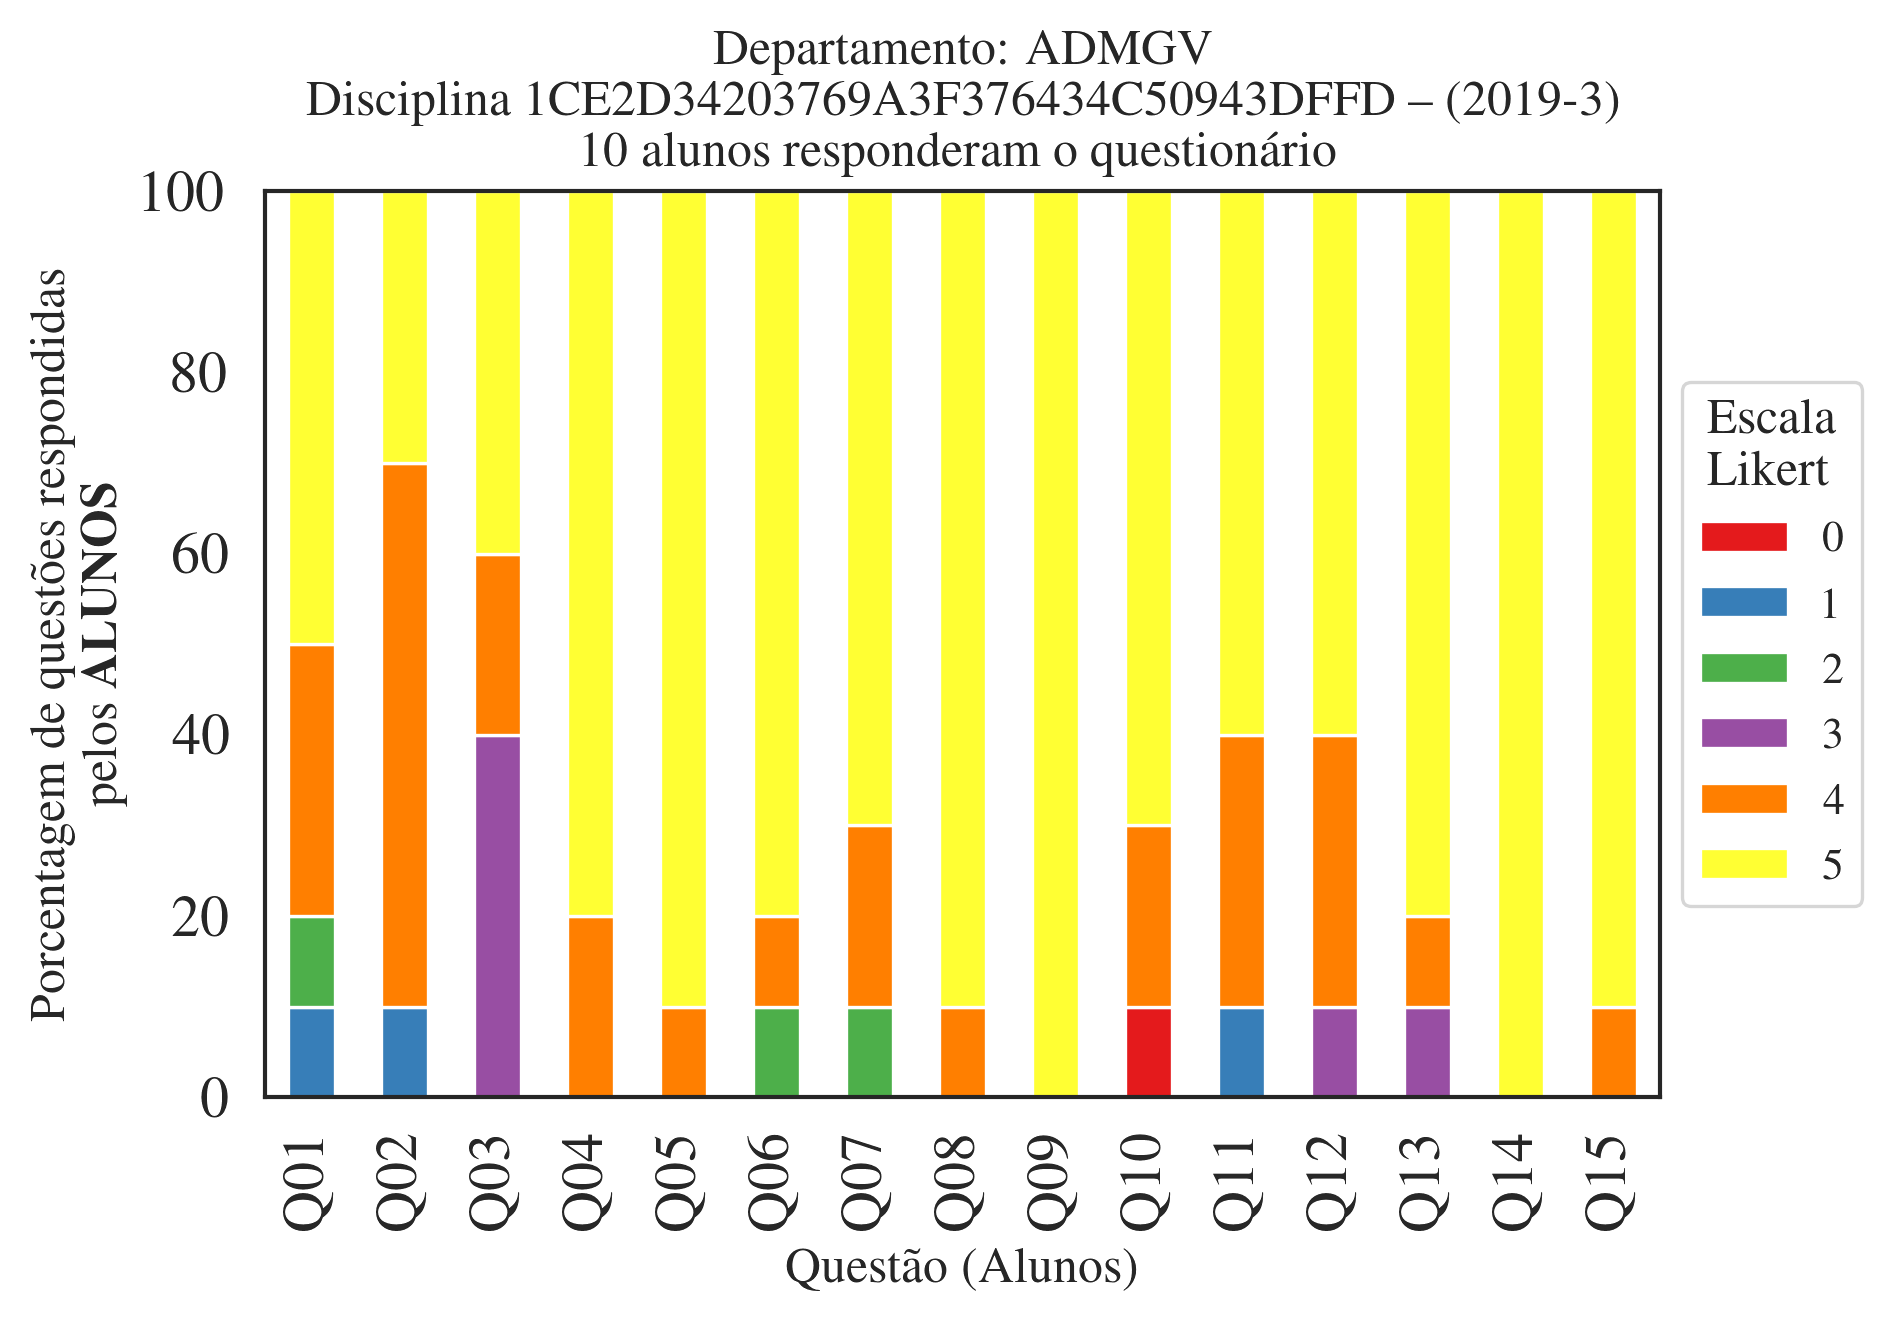 Departamento: ADMGV
Disciplina 1CE2D34203769A3F376434C50943DFFD – (2019-3)
10 alunos responderam o questionário
Porcentagem de questões respondidas
pelos ALUNOS
100
80
60
40
20
0
Q01
Q02
Q03
Q04
Q05
Q06
Q07
Q08
Q09
Q10
Q11
Q12
Q13
Q14
Q15
Questão (Alunos)
Escala
Likert
0
1
2
3
4
5